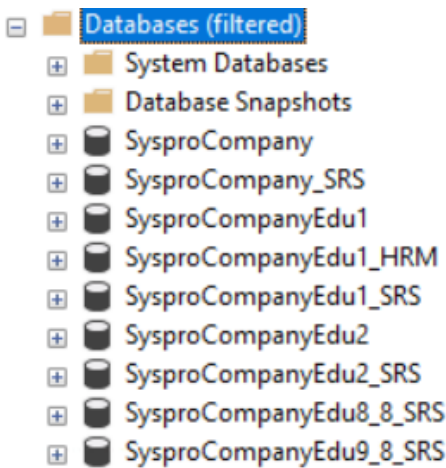 Databases (filtered)
System Databases
Database Snapshots
SysproCompany
SysproCompany_SRS
SysproCompanyEdu1
SysproCompanyEdu1_HRM
SysproCompanyEdu1_SRS
SysproCompanyEdu2
SysproCompanyEdu2_SRS
SysproCompanyEdu8_8_SRS
SysproCompanyEdu9_8_SRS